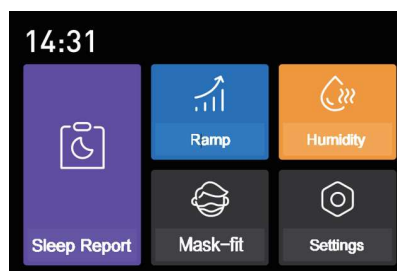 14:31
Ramp
Humidity
Sleep Report
Mask-fit
Settings